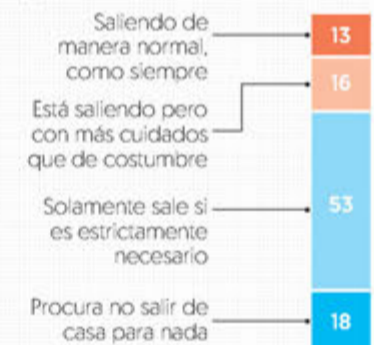 Saliendo de
manera normal,
como siempre
13
Está saliendo pero
con más cuidados
que de costumbre
16
Solamente sale si
es estrictamente
necesario
53
Procura no salir de
casa para nada
18